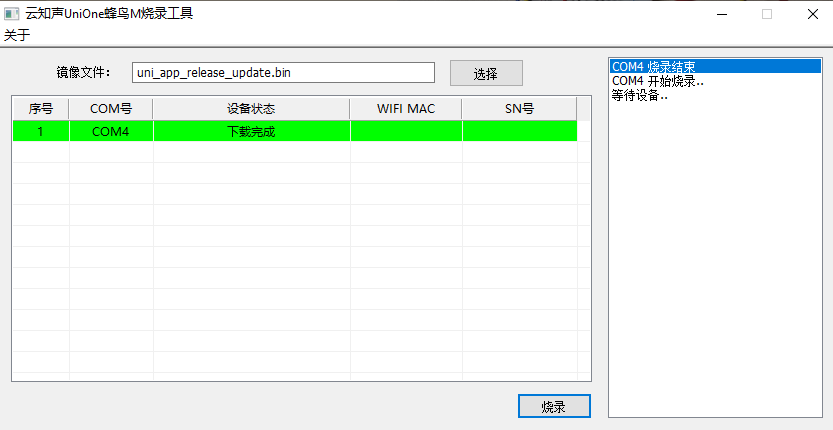 云知声UniOne蜂鸟M烧录工具
关于
镜像文件： uni_app_release_update.bin 选择
序号 COM号 设备状态 WIFI MAC SN号
1 COM4 下载完成
烧录
COM4 烧录结束
COM4 开始烧录..
等待设备..